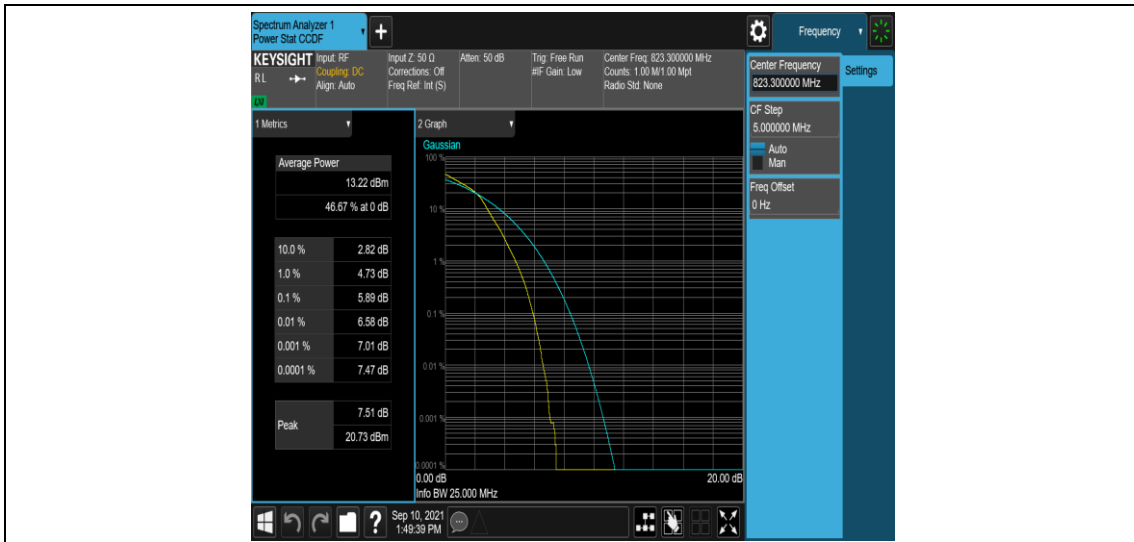 Spectrum Analyzer 1
Power Stat CCDF
+
Frequency
KEYSIGHT
RL
LXI
Input: RF
Coupling: DC
Align: Auto
Input Z: 50 Ω
Corrections: Off
Freq Ref: Int (S)
Atten: 50 dB
Trig: Free Run
#IF Gain: Low
Center Freq: 823.300000 MHz
Counts: 1.00 M/1.00 Mpt
Radio Std: None
Center Frequency
823.300000 MHz
Settings
CF Step
5.000000 MHz
Auto
Man
Freq Offset
0 Hz
1 Metrics
Average Power
13.22 dBm
46.67 % at 0 dB
10.0 % 2.82 dB
1.0 % 4.73 dB
0.1 % 5.89 dB
0.01 % 6.58 dB
0.001 % 7.01 dB
0.0001 % 7.47 dB
Peak
7.51 dB
20.73 dBm
2 Graph
Gaussian
100 %
10 %
1 %
0.1 %
0.01 %
0.001 %
0.0001 %
0.00 dB 20.00 dB
Info BW 25.000 MHz
?
Sep 10, 2021
1:49:39 PM